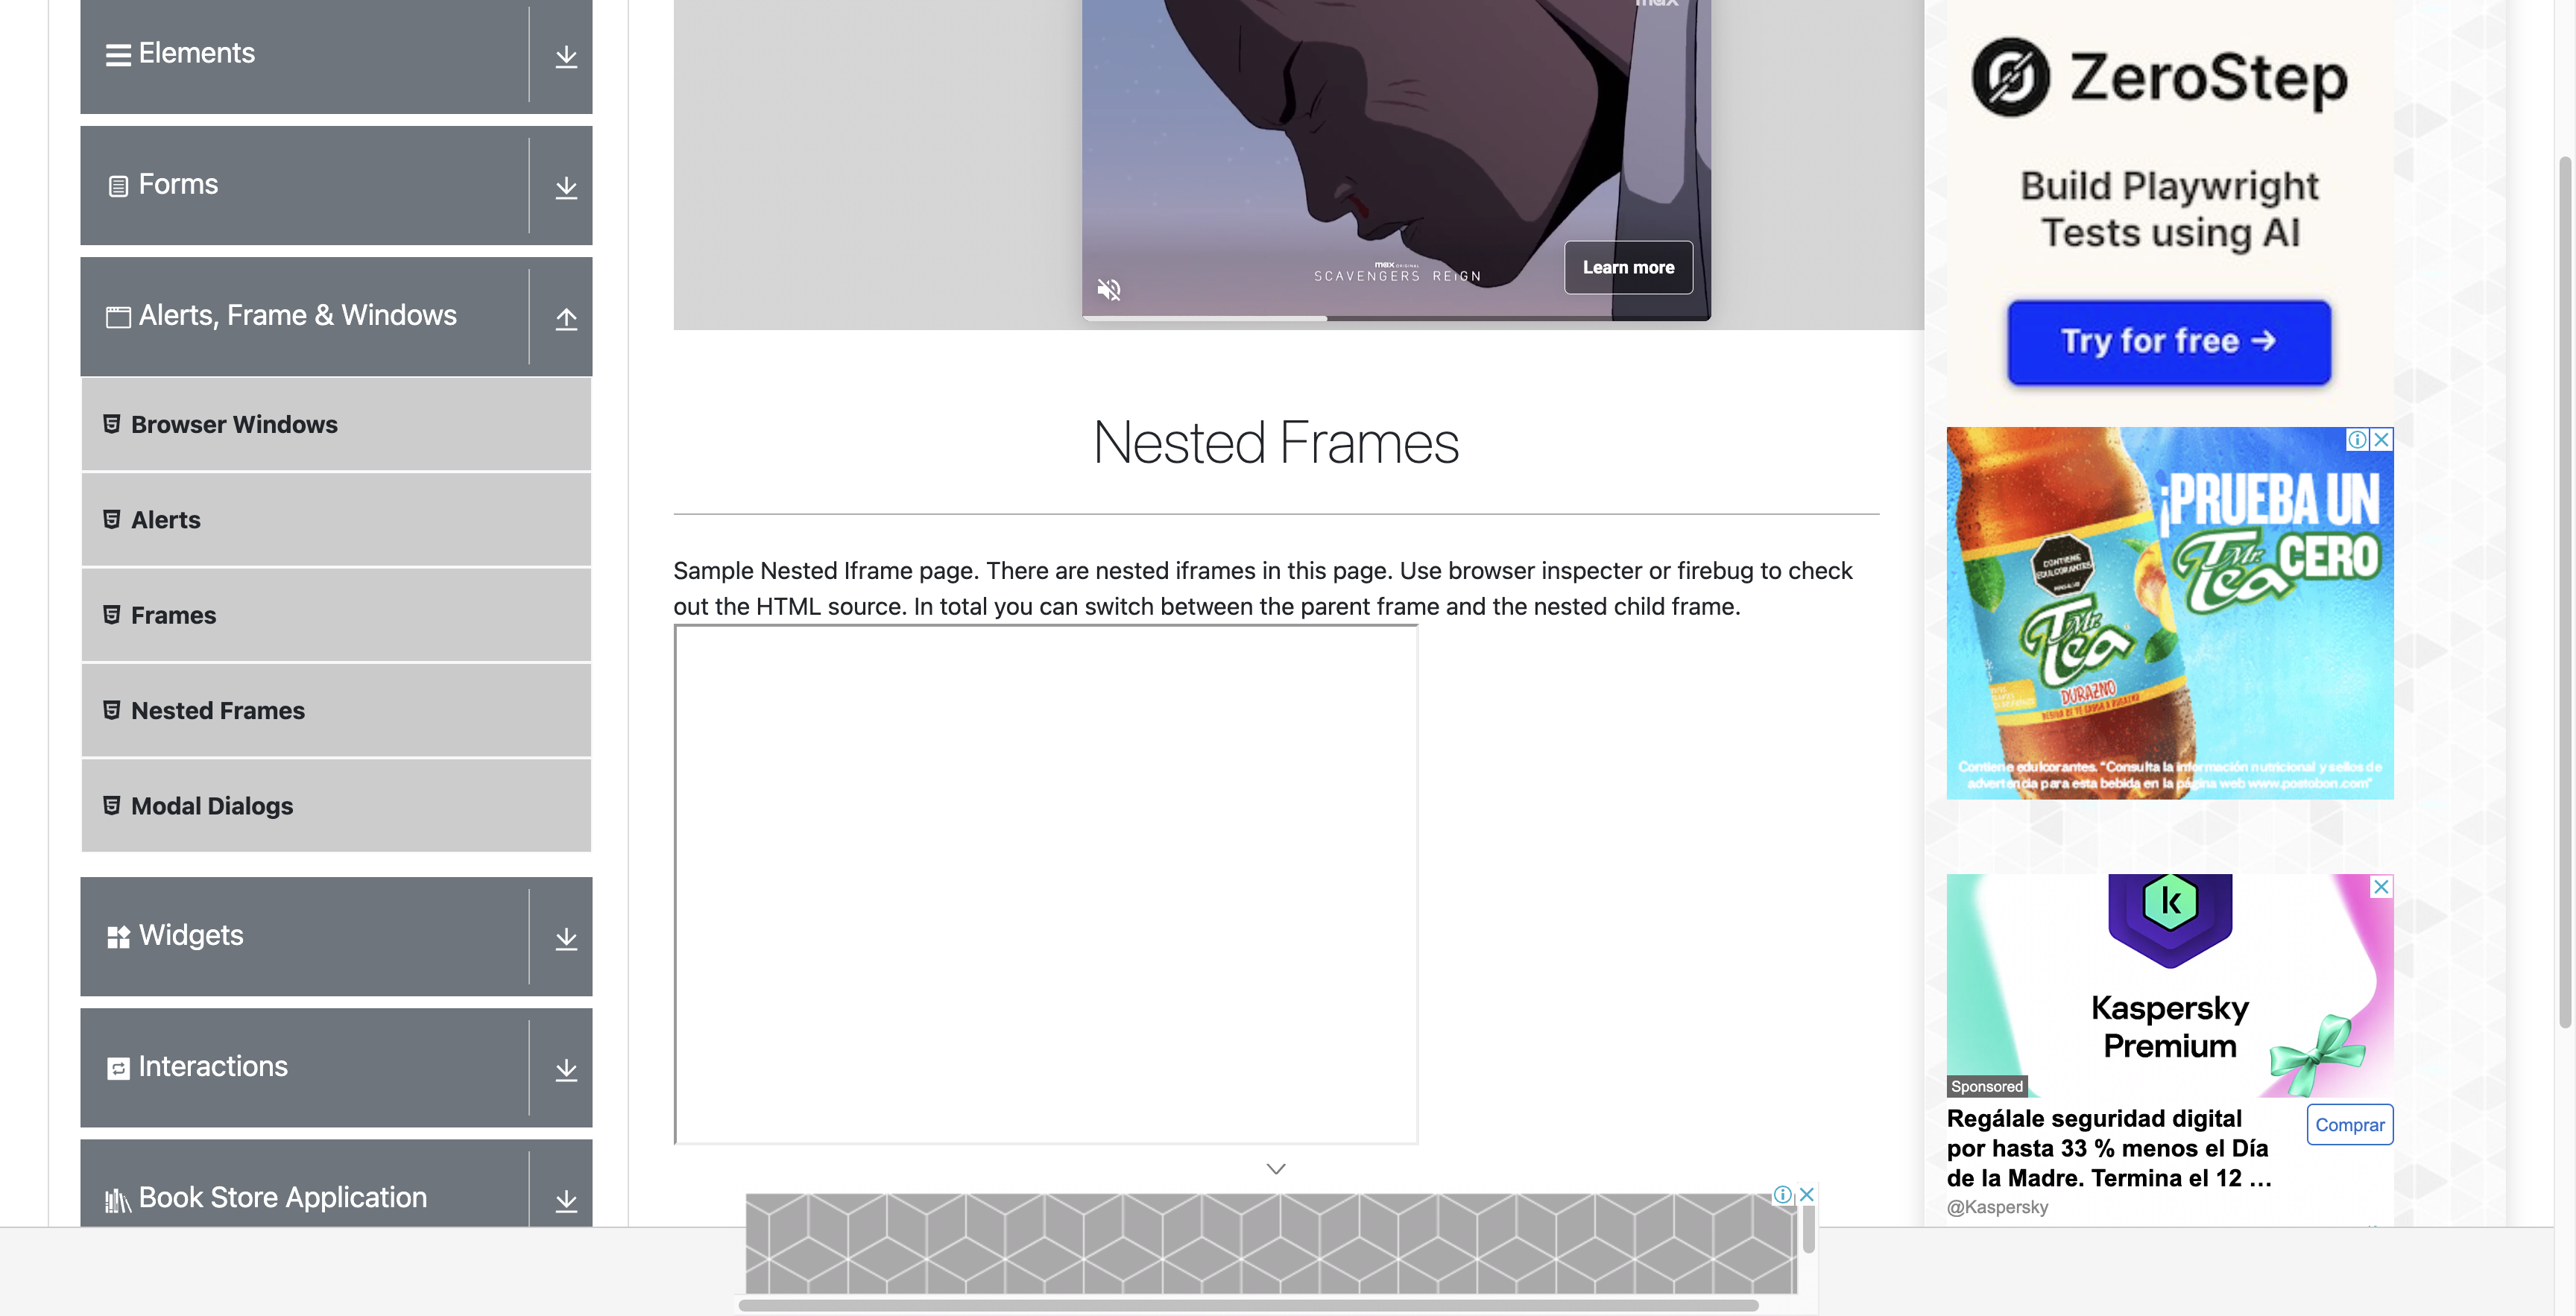 Elements
Forms
Alerts, Frame & Windows
Browser Windows
Alerts
Frames
Nested Frames
Modal Dialogs
Widgets
Interactions
Book Store Application
max
max ORIGINAL
SCAVENGERS REIGN
Learn more
Nested Frames
Sample Nested Iframe page. There are nested iframes in this page. Use browser inspecter or firebug to check
out the HTML source. In total you can switch between the parent frame and the nested child frame.
ZeroStep
Build Playwright
Tests using AI
Try for free →
¡PRUEBA UN
Mr. Tea CERO
CONTIENE
EDULCORANTES
Mr.
Tea
DURAZNO
Contiene edulcorantes. "Consulta la información nutricional y sellos de
advertencia para esta bebida en la página web www.postobon.com"
k
Kaspersky
Premium
Sponsored
Regálale seguridad digital
por hasta 33 % menos el Día
de la Madre. Termina el 12 ...
Comprar
@Kaspersky